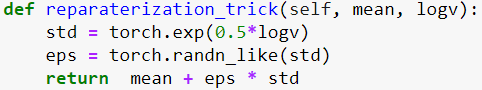 def reparaterization_trick(self, mean, logv):
    std = torch.exp(0.5*logv)
    eps = torch.randn_like(std)
    return  mean + eps * std